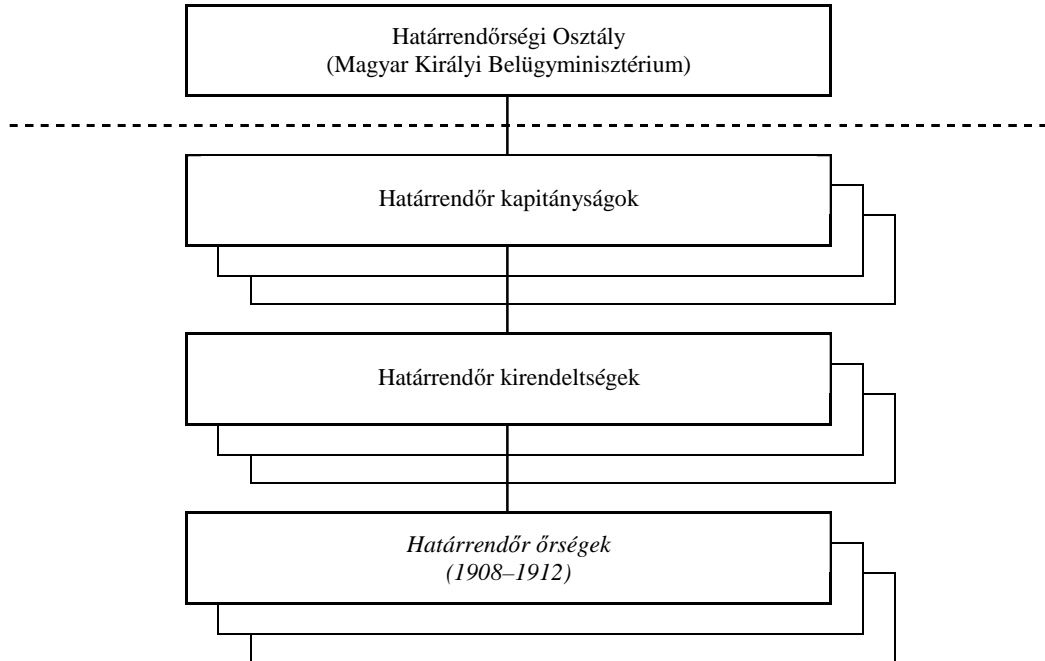 Határrendőrségi Osztály
(Magyar Királyi Belügyminisztérium)
Határrendőr kapitányságok
Határrendőr kirendeltségek
Határrendőr őrségek
(1908–1912)